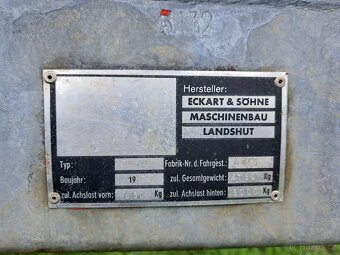 5132
Hersteller:
ECKART & SÖHNE
MASCHINENBAU
LANDSHUT
Typ:
Fabrik-Nr. d. Fahrgest.:
Baujahr: 19
zul. Gesamtgewicht: Kg
zul. Achslast vorn: Kg
zul. Achslast hinten: Kg